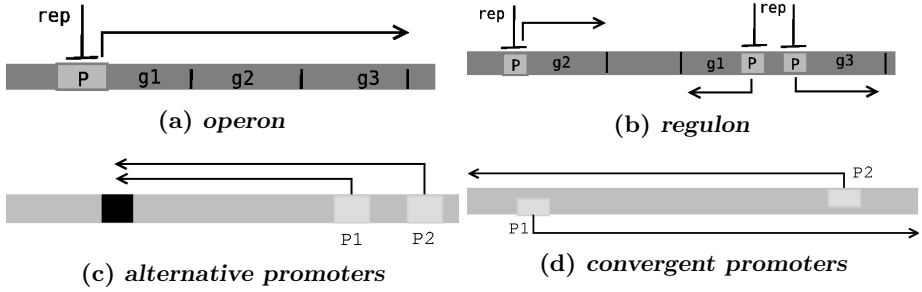 rep
P g1 g2 g3
(a) operon
rep rep
P g2 g1 P P g3
(b) regulon
P1 P2
(c) alternative promoters
P2
P1
(d) convergent promoters